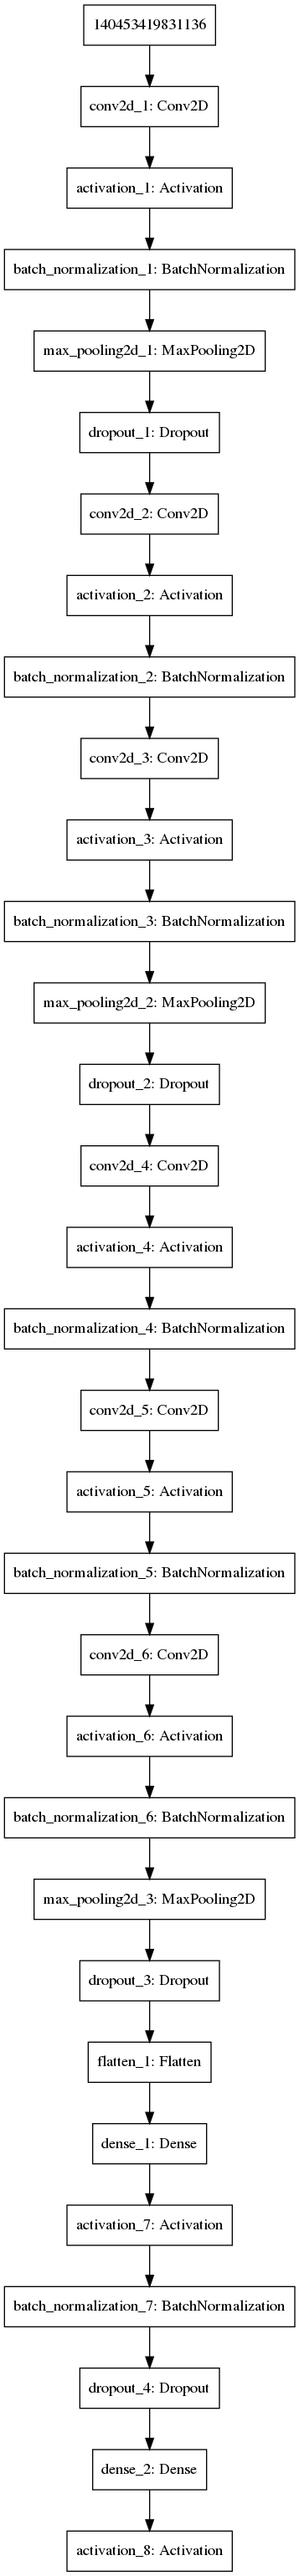 140453419831136
conv2d_1: Conv2D
activation_1: Activation
batch_normalization_1: BatchNormalization
max_pooling2d_1: MaxPooling2D
dropout_1: Dropout
conv2d_2: Conv2D
activation_2: Activation
batch_normalization_2: BatchNormalization
conv2d_3: Conv2D
activation_3: Activation
batch_normalization_3: BatchNormalization
max_pooling2d_2: MaxPooling2D
dropout_2: Dropout
conv2d_4: Conv2D
activation_4: Activation
batch_normalization_4: BatchNormalization
conv2d_5: Conv2D
activation_5: Activation
batch_normalization_5: BatchNormalization
conv2d_6: Conv2D
activation_6: Activation
batch_normalization_6: BatchNormalization
max_pooling2d_3: MaxPooling2D
dropout_3: Dropout
flatten_1: Flatten
dense_1: Dense
activation_7: Activation
batch_normalization_7: BatchNormalization
dropout_4: Dropout
dense_2: Dense
activation_8: Activation